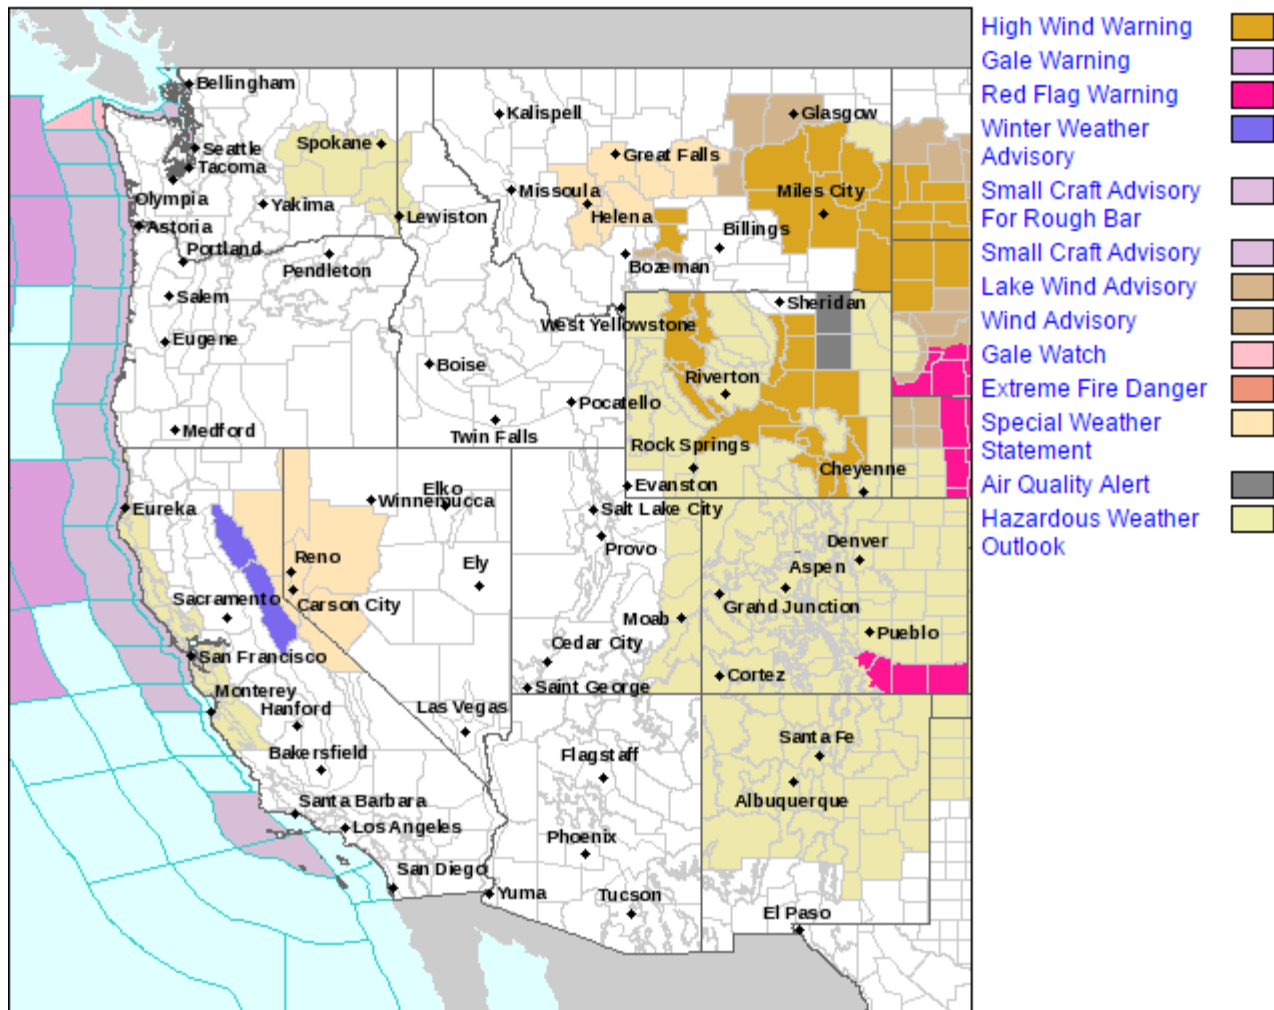 Bellingham
Kalispell
Glasgow
Seattle
Spokane
Great Falls
Tacoma
Missoula
Miles City
Olympia
Yakima
Lewiston
Helena
Astoria
Billings
Portland
Pendleton
Bozeman
Salem
Sheridan
West Yellowstone
Eugene
Boise
Riverton
Pocatello
Medford
Twin Falls
Rock Springs
Cheyenne
Evanston
Elko
Winnemucca
Eureka
Salt Lake City
Provo
Denver
Reno
Ely
Aspen
Sacramento
Carson City
Grand Junction
Moab
Pueblo
Cedar City
San Francisco
Cortez
Saint George
Monterey
Hanford
Las Vegas
Santa Fe
Bakersfield
Flagstaff
Albuquerque
Santa Barbara
Los Angeles
Phoenix
San Diego
Yuma
Tucson
El Paso
High Wind Warning
Gale Warning
Red Flag Warning
Winter Weather
Advisory
Small Craft Advisory
For Rough Bar
Small Craft Advisory
Lake Wind Advisory
Wind Advisory
Gale Watch
Extreme Fire Danger
Special Weather
Statement
Air Quality Alert
Hazardous Weather
Outlook